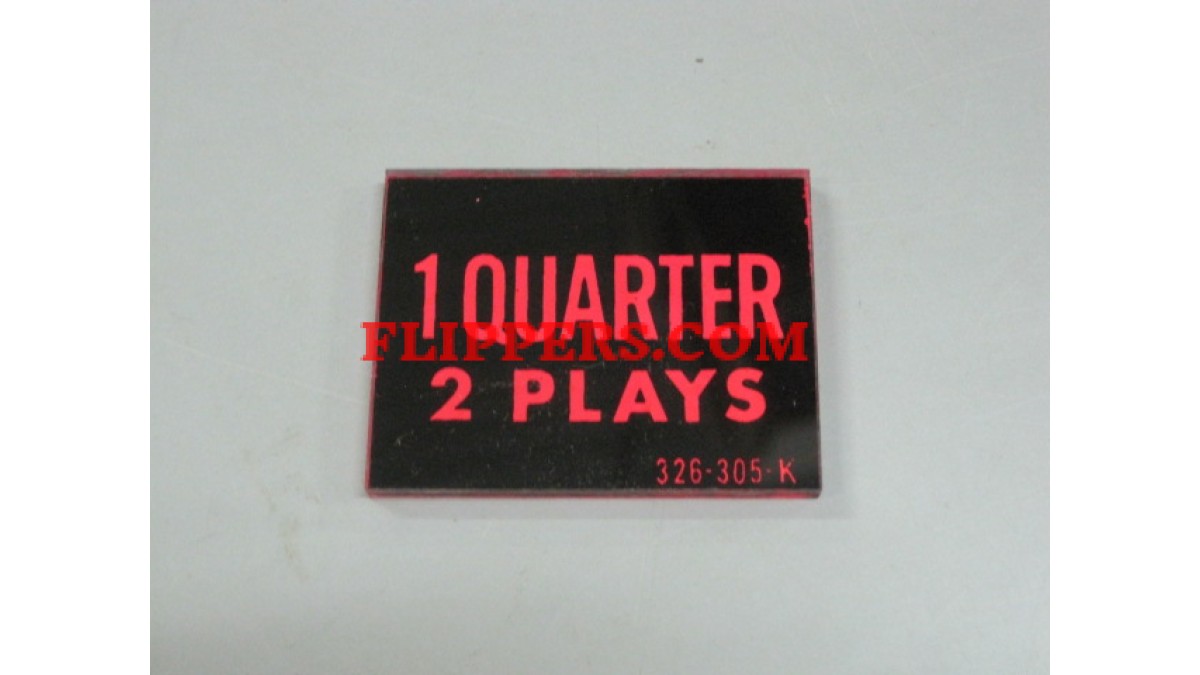 1 QUARTER
FLIPPERS.COM
2 PLAYS
326-305-K